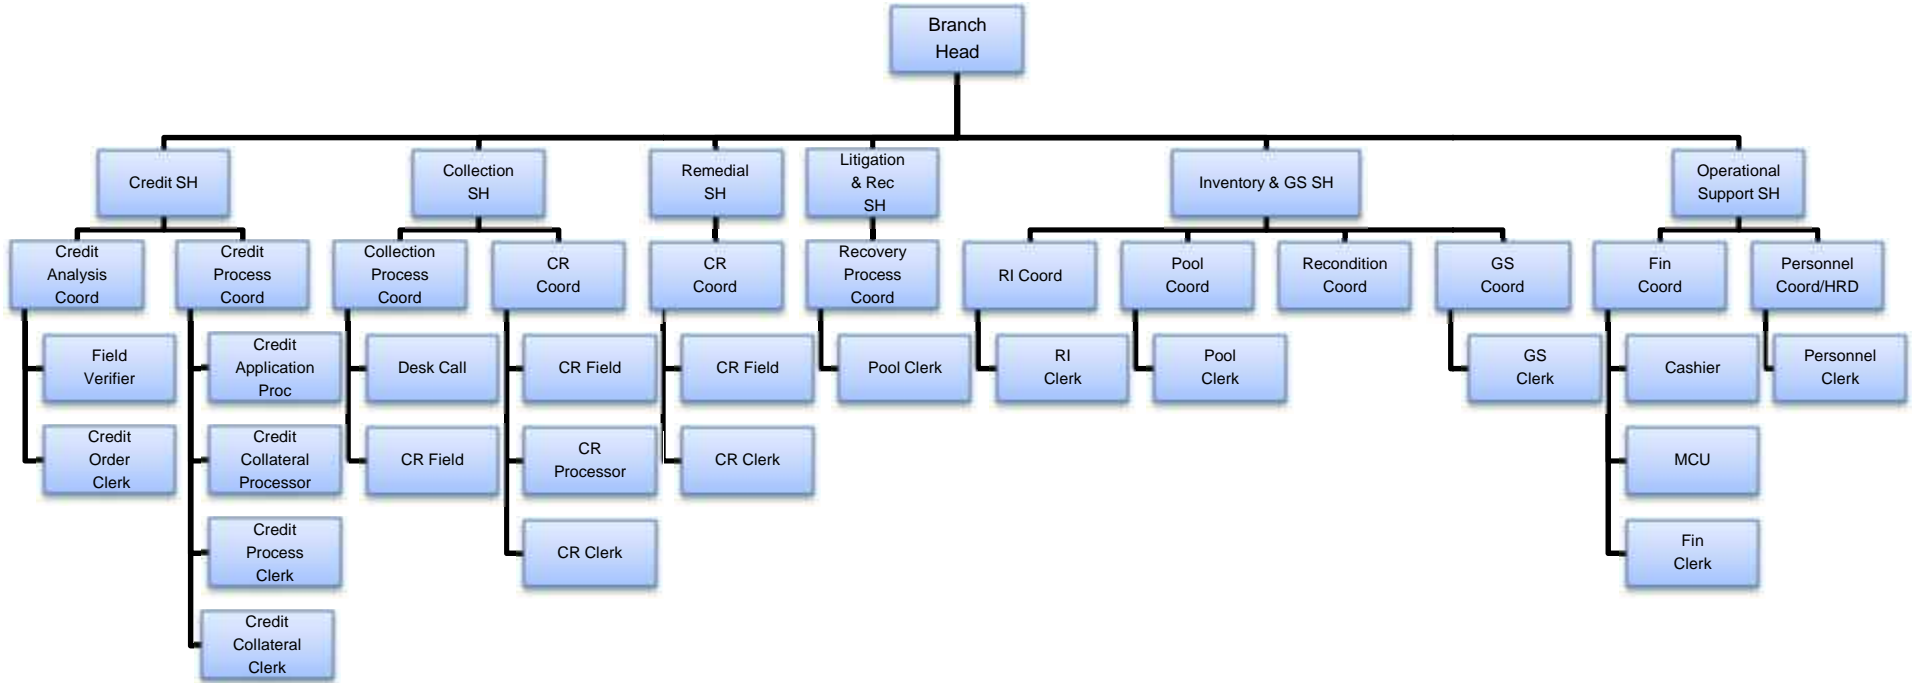 Branch
Head
Credit SH
Collection
SH
Remedial
SH
Litigation
& Rec
SH
Inventory & GS SH
Operational
Support SH
Credit
Analysis
Coord
Credit
Process
Coord
Collection
Process
Coord
CR
Coord
CR
Coord
Recovery
Process
Coord
RI Coord
Pool
Coord
Recondition
Coord
GS
Coord
Fin
Coord
Personnel
Coord/HRD
Field
Verifier
Credit
Application
Proc
Desk Call
CR Field
CR Field
Pool Clerk
RI
Clerk
Pool
Clerk
GS
Clerk
Cashier
Personnel
Clerk
Credit
Order
Clerk
Credit
Collateral
Processor
CR Field
CR
Processor
CR Clerk
MCU
Credit
Process
Clerk
CR Clerk
Fin
Clerk
Credit
Collateral
Clerk